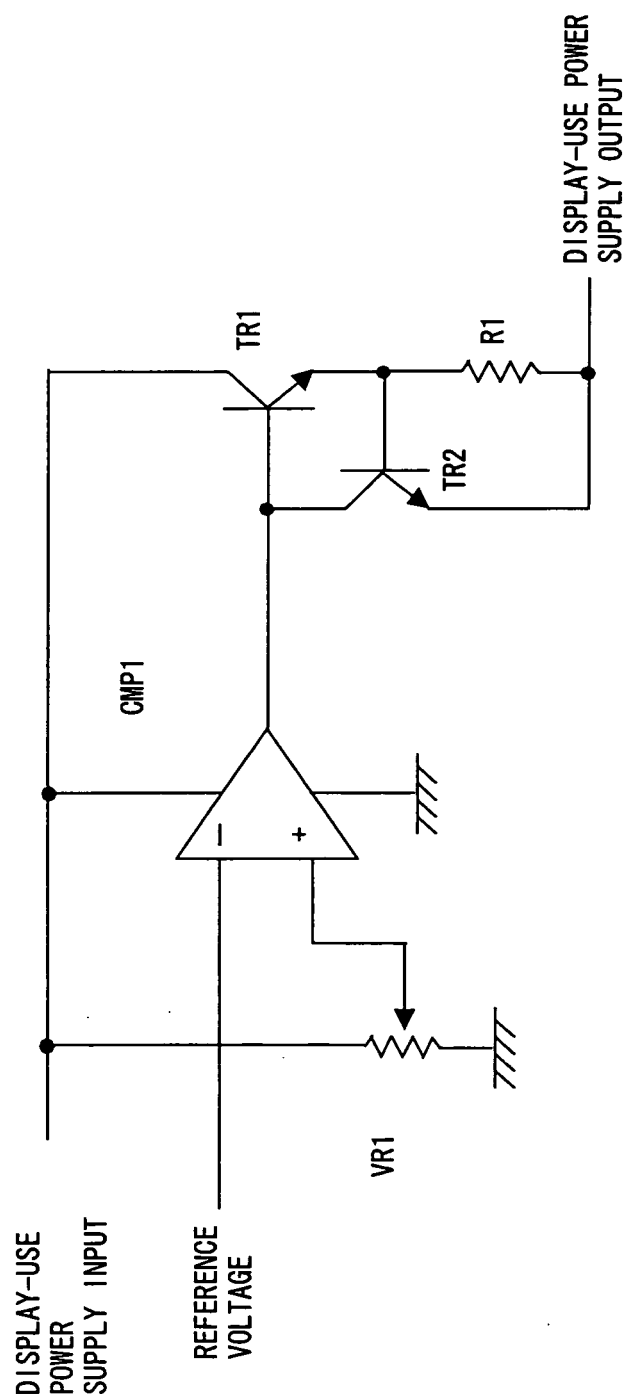 DISPLAY-USE
POWER
SUPPLY INPUT
REFERENCE
VOLTAGE
VR1
−
+
CMP1
TR1
TR2
R1
DISPLAY-USE POWER
SUPPLY OUTPUT